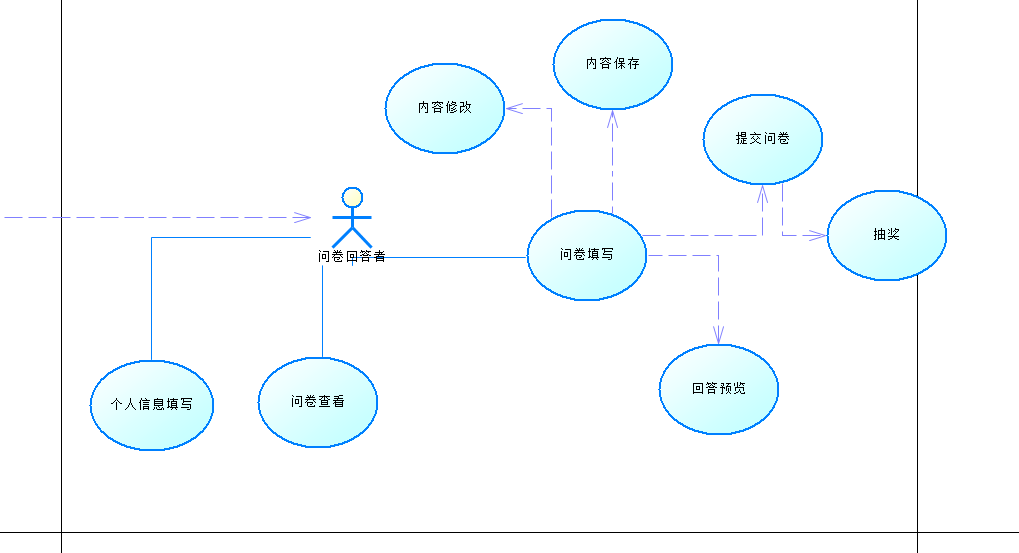 内容保存
内容修改
提交问卷
抽奖
问卷回答者
问卷填写
回答预览
个人信息填写
问卷查看